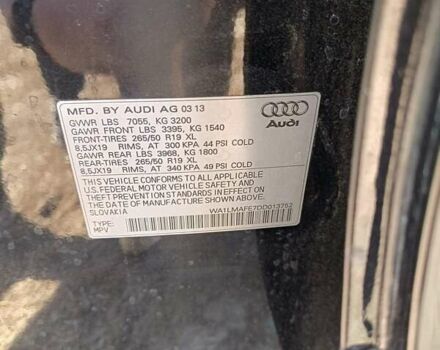 MFD. BY AUDI AG 03 13
GVWR LBS 7055, KG 3200
GAWR FRONT LBS 3395, KG 1540
FRONT-TIRES 265/50 R19 XL
8,5JX19 RIMS, AT 300 KPA 44 PSI COLD
GAWR REAR LBS 3968, KG 1800
REAR-TIRES 265/50 R19 XL
8,5JX19 RIMS, AT 340 KPA 49 PSI COLD
Audi
THIS VEHICLE CONFORMS TO ALL APPLICABLE
U.S.FEDERAL MOTOR VEHICLE SAFETY AND
THEFT PREVENTION STANDARDS IN EFFECT ON
THE DATE OF MANUFACTURE SHOWN ABOVE.
SLOVAKIA
WA1LMAFE7DD013752
TYPE:
MPV